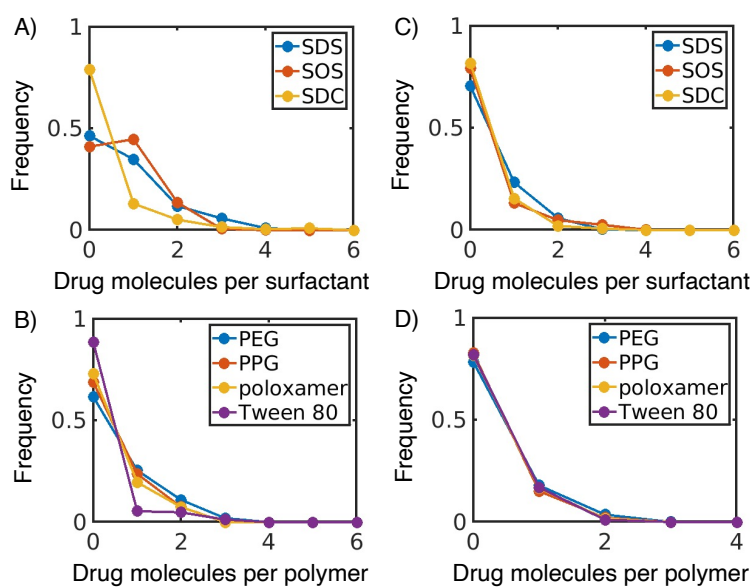 A)
1
0.5
0
Frequency
SDS
SOS
SDC
0 2 4 6
Drug molecules per surfactant
C)
1
0.5
0
Frequency
SDS
SOS
SDC
0 2 4 6
Drug molecules per surfactant
B)
1
0.5
0
Frequency
PEG
PPG
poloxamer
Tween 80
0 2 4 6
Drug molecules per polymer
D)
1
0.5
0
Frequency
PEG
PPG
poloxamer
Tween 80
0 2 4
Drug molecules per polymer